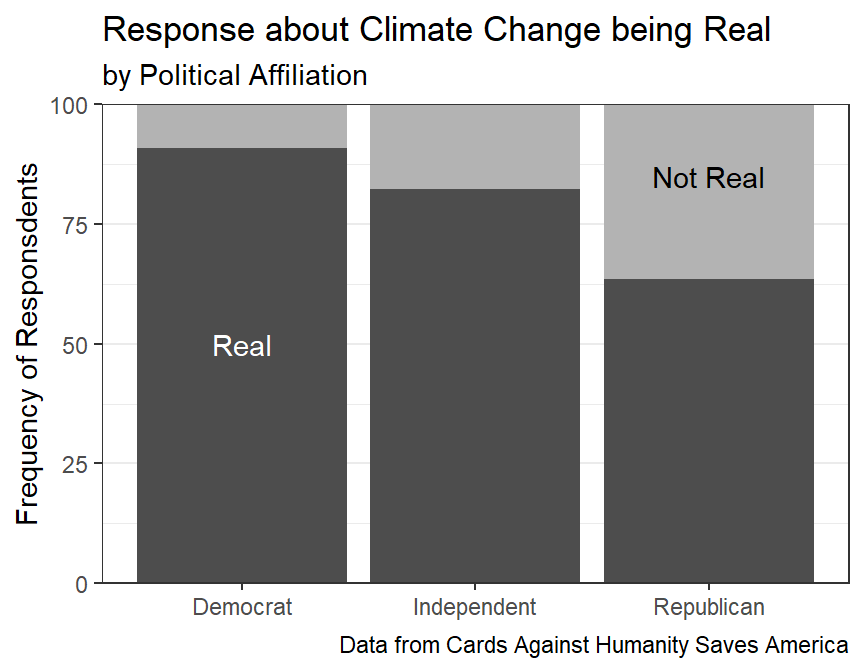 Response about Climate Change being Real
by Political Affiliation
Frequency of Responsdents
100
75
50
25
0
Real
Not Real
Democrat
Independent
Republican
Data from Cards Against Humanity Saves America